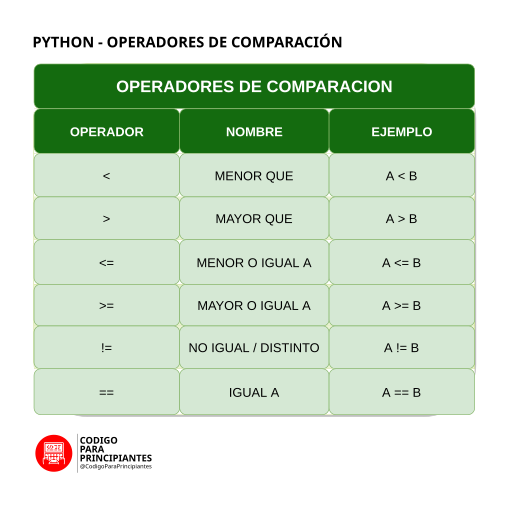 PYTHON - OPERADORES DE COMPARACIÓN
OPERADORES DE COMPARACION
OPERADOR NOMBRE EJEMPLO
< MENOR QUE A < B
> MAYOR QUE A > B
<= MENOR O IGUAL A A <= B
>= MAYOR O IGUAL A A >= B
!= NO IGUAL / DISTINTO A != B
== IGUAL A A == B
CODIGO
PARA
PRINCIPIANTES
@CodigoParaPrincipiantes